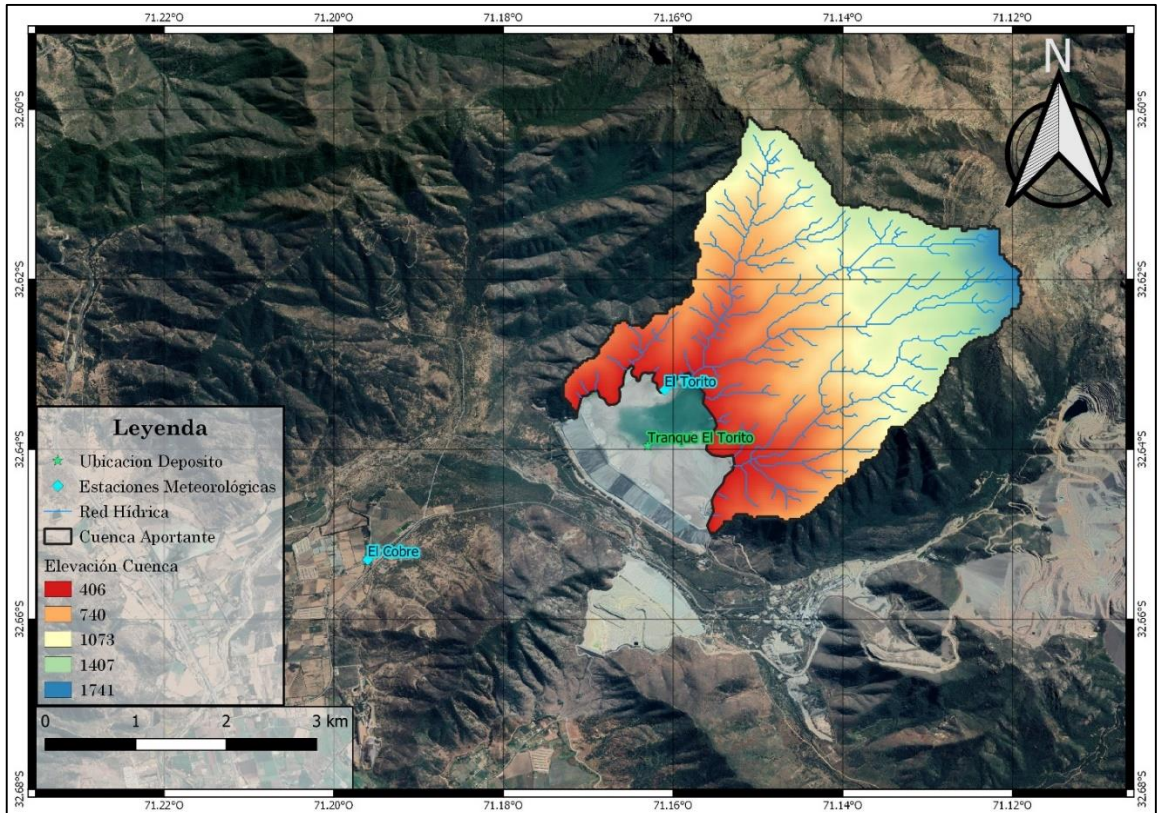 71.22°O
71.20°O
71.18°O
71.16°O
71.14°O
71.12°O
N
32.60°S
32.60°S
32.62°S
32.62°S
El Torito
Tranque El Torito
32.64°S
32.64°S
El Cobre
32.66°S
32.66°S
Leyenda
Ubicacion Deposito
Estaciones Meteorológicas
Red Hídrica
Cuenca Aportante
Elevación Cuenca
406
740
1073
1407
1741
0 1 2 3 km
32.68°S
32.68°S
71.22°O
71.20°O
71.18°O
71.16°O
71.14°O
71.12°O